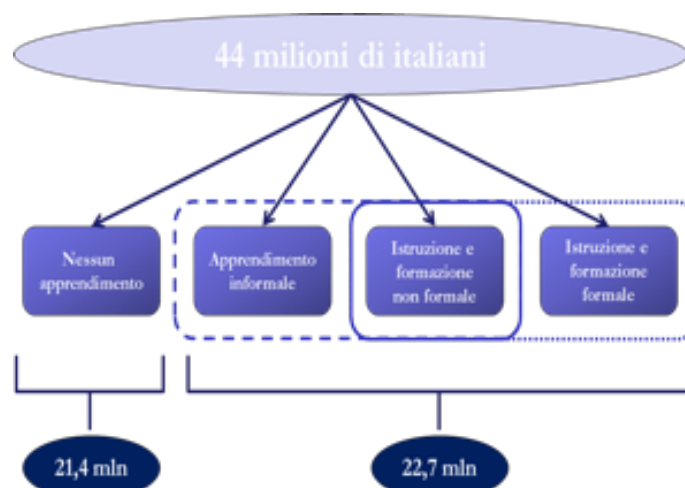 44 milioni di italiani
Nessun
apprendimento
Apprendimento
informale
Istruzione e
formazione
non formale
Istruzione e
formazione
formale
21,4 mln
22,7 mln